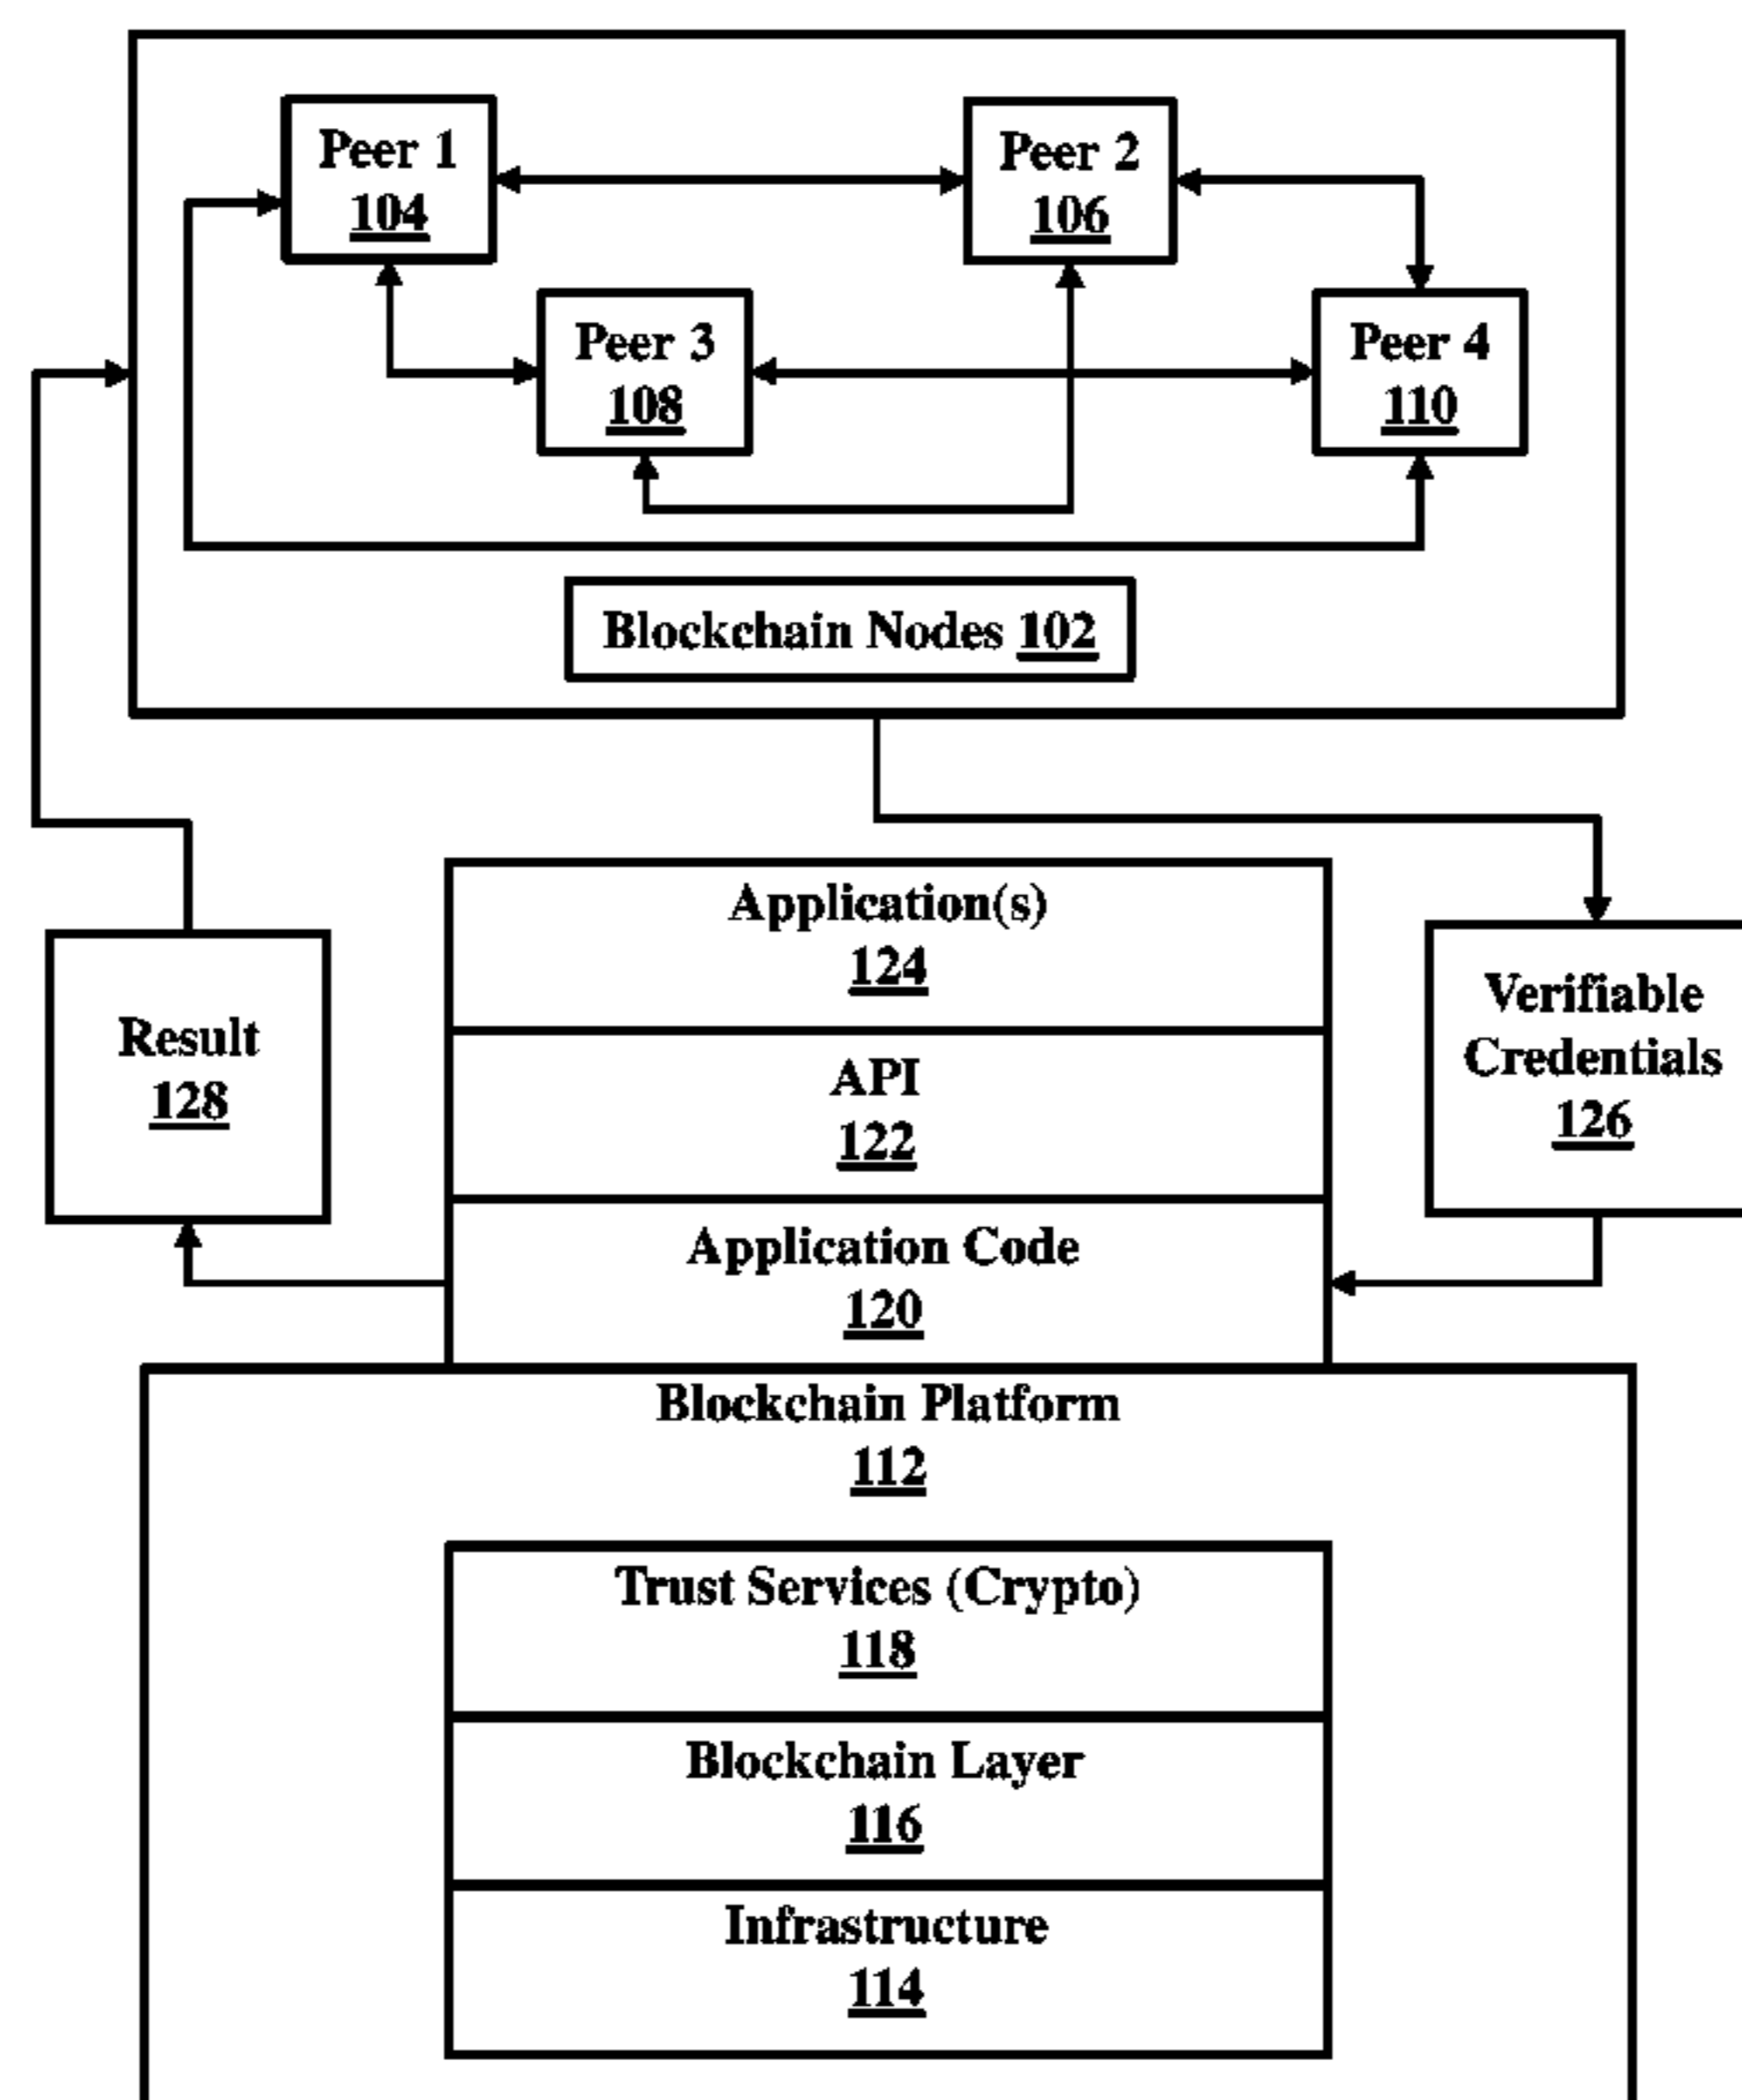 Peer 1
104
Peer 2
106
Peer 3
108
Peer 4
110
Blockchain Nodes 102
Application(s)
124
Result
128
API
122
Verifiable
Credentials
126
Application Code
120
Blockchain Platform
112
Trust Services (Crypto)
118
Blockchain Layer
116
Infrastructure
114